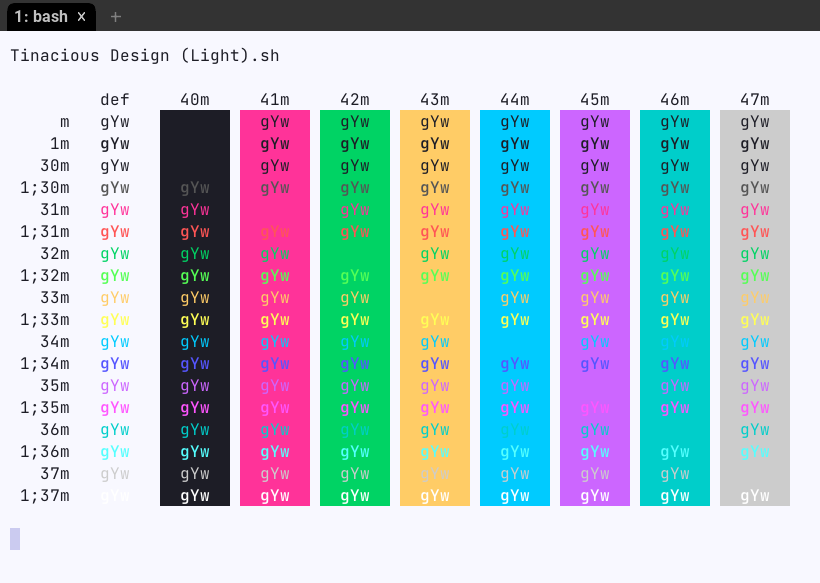 1: bash x +
Tinacious Design (Light).sh
def 40m 41m 42m 43m 44m 45m 46m 47m
m gYw gYw gYw gYw gYw gYw gYw gYw
1m gYw gYw gYw gYw gYw gYw gYw gYw
30m gYw gYw gYw gYw gYw gYw gYw gYw
1;30m gYw gYw gYw gYw gYw gYw gYw gYw gYw
31m gYw gYw gYw gYw gYw gYw gYw gYw
1;31m gYw gYw gYw gYw gYw gYw gYw gYw gYw
32m gYw gYw gYw gYw gYw gYw gYw gYw
1;32m gYw gYw gYw gYw gYw gYw gYw gYw gYw
33m gYw gYw gYw gYw gYw gYw gYw gYw
1;33m gYw gYw gYw gYw gYw gYw gYw gYw gYw
34m gYw gYw gYw gYw gYw gYw gYw gYw
1;34m gYw gYw gYw gYw gYw gYw gYw gYw gYw
35m gYw gYw gYw gYw gYw gYw gYw gYw
1;35m gYw gYw gYw gYw gYw gYw gYw gYw gYw
36m gYw gYw gYw gYw gYw gYw gYw gYw
1;36m gYw gYw gYw gYw gYw gYw gYw gYw gYw
37m gYw gYw gYw gYw gYw gYw gYw gYw
1;37m gYw gYw gYw gYw gYw gYw gYw gYw gYw